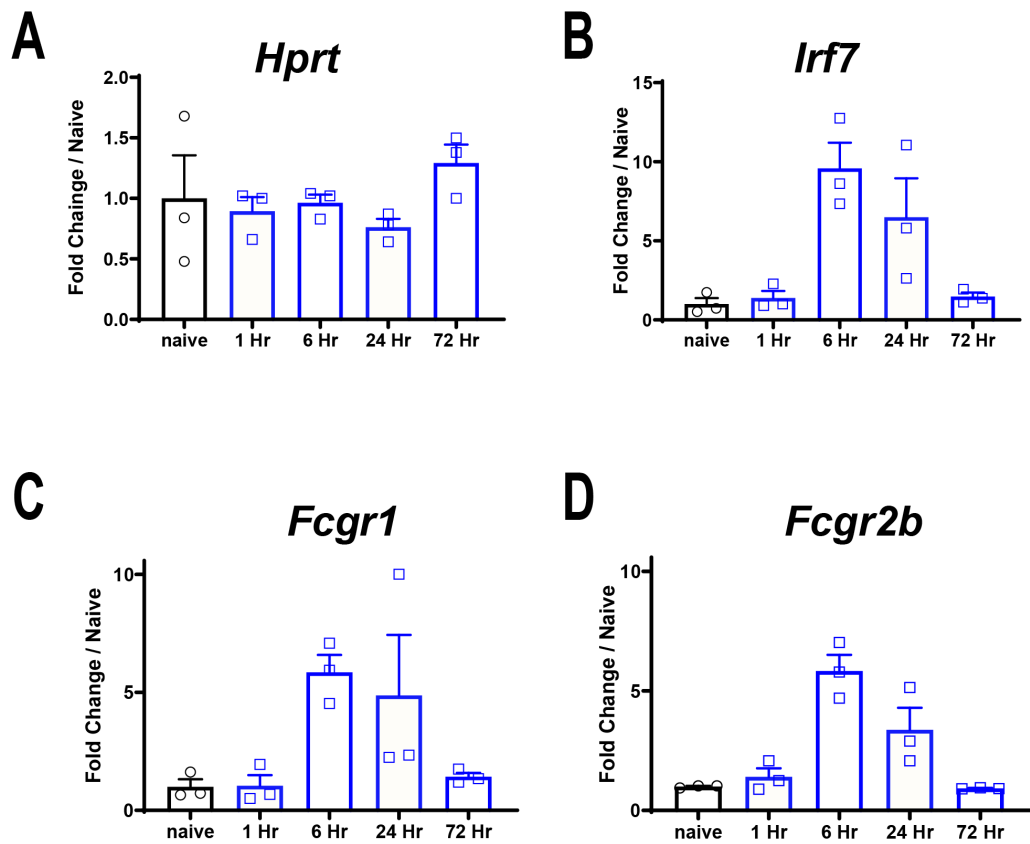 A
Hprt
Fold Chainge / Naive
2.0
1.5
1.0
0.5
0.0
naive 1 Hr 6 Hr 24 Hr 72 Hr
B
Irf7
Fold Change / Naive
15
10
5
0
naive 1 Hr 6 Hr 24 Hr 72 Hr
C
Fcgr1
Fold Change / Naive
10
5
0
naive 1 Hr 6 Hr 24 Hr 72 Hr
D
Fcgr2b
Fold Change / Naive
10
5
0
naive 1 Hr 6 Hr 24 Hr 72 Hr